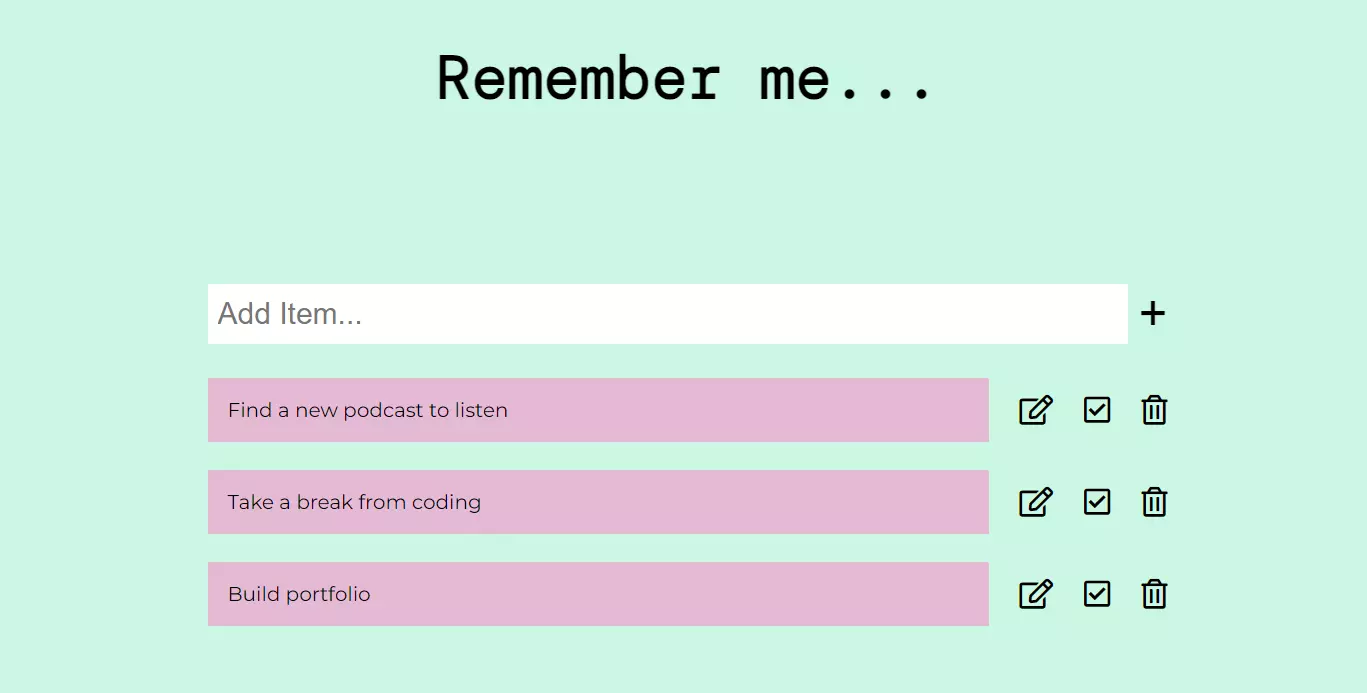 Remember me...
Add Item...
Find a new podcast to listen
Take a break from coding
Build portfolio